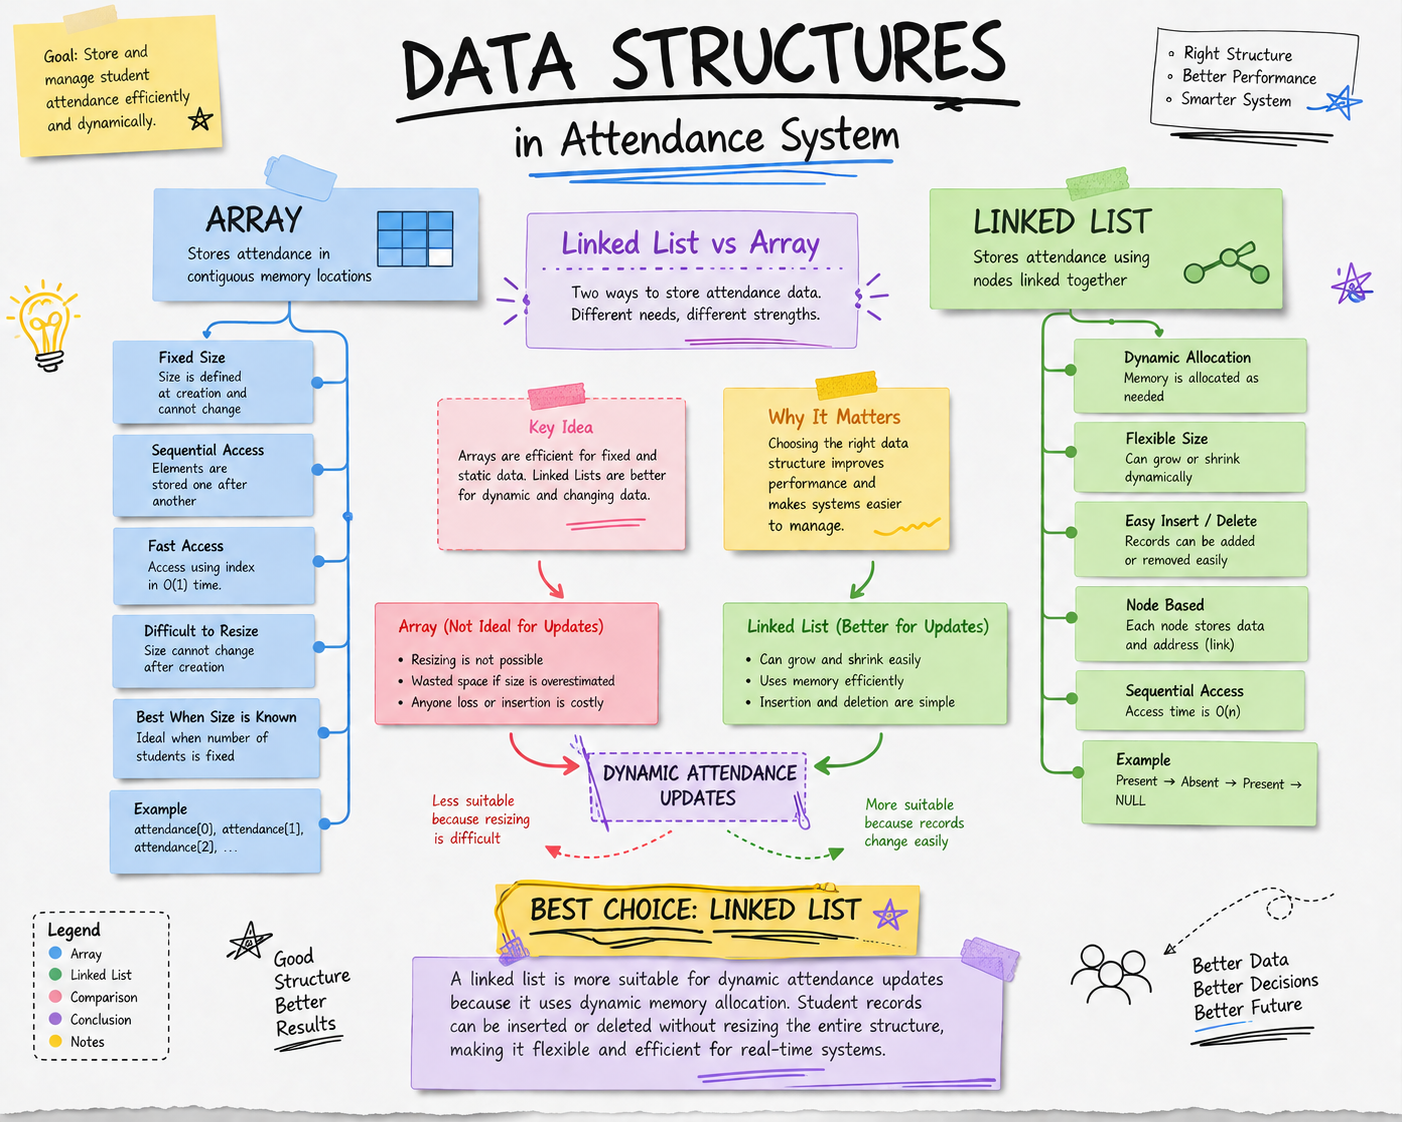 Goal: Store and
manage student
attendance efficiently
and dynamically.
DATA STRUCTURES
in Attendance System
Right Structure
Better Performance
Smarter System
ARRAY
Stores attendance in
contiguous memory locations
Linked List vs Array
Two ways to store attendance data.
Different needs, different strengths.
LINKED LIST
Stores attendance using
nodes linked together
Fixed Size
Size is defined
at creation and
cannot change
Sequential Access
Elements are
stored one after
another
Fast Access
Access using index
in O(1) time.
Difficult to Resize
Size cannot change
after creation
Best When Size is Known
Ideal when number of
students is fixed
Example
attendance[0], attendance[1],
attendance[2], ...
Key Idea
Arrays are efficient for fixed and
static data. Linked Lists are better
for dynamic and changing data.
Why It Matters
Choosing the right data
structure improves
performance and
makes systems easier
to manage.
Array (Not Ideal for Updates)
• Resizing is not possible
• Wasted space if size is overestimated
• Anyone loss or insertion is costly
Linked List (Better for Updates)
• Can grow and shrink easily
• Uses memory efficiently
• Insertion and deletion are simple
DYNAMIC ATTENDANCE
UPDATES
Less suitable
because resizing
is difficult
More suitable
because records
change easily
Dynamic Allocation
Memory is allocated as
needed
Flexible Size
Can grow or shrink
dynamically
Easy Insert / Delete
Records can be added
or removed easily
Node Based
Each node stores data
and address (link)
Sequential Access
Access time is O(n)
Example
Present → Absent → Present →
NULL
BEST CHOICE: LINKED LIST
A linked list is more suitable for dynamic attendance updates
because it uses dynamic memory allocation. Student records
can be inserted or deleted without resizing the entire structure,
making it flexible and efficient for real-time systems.
Legend
Array
Linked List
Comparison
Conclusion
Notes
Good
Structure
Better
Results
Better Data
Better Decisions
Better Future